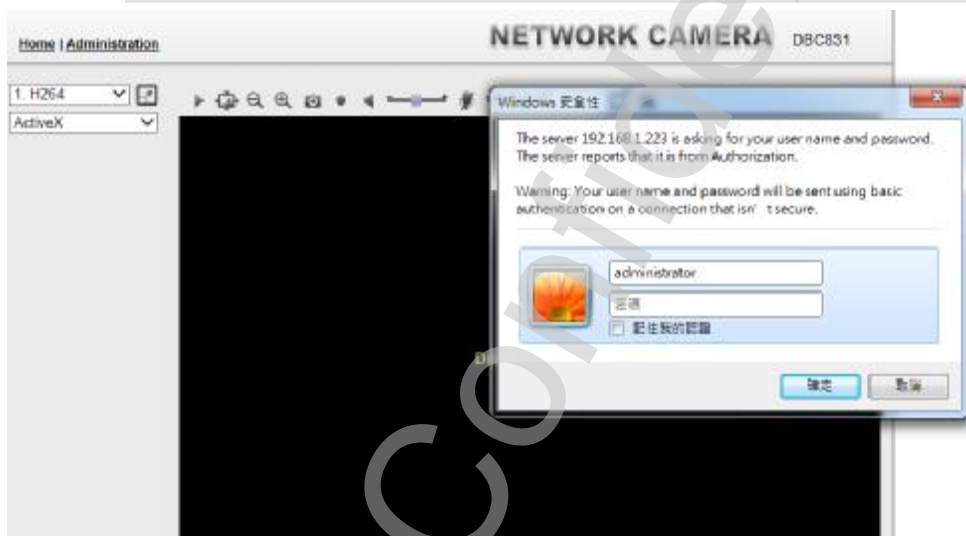 Home | Administration
NETWORK CAMERA DBC831
1. H264
ActiveX
Windows 安全性
The server 192.168.1.223 is asking for your user name and password.
The server reports that it is from Authorization.
Warning: Your user name and password will be sent using basic
authentication on a connection that isn' t secure.
administrator
密碼
記住我的認證
確定
取消
Confide